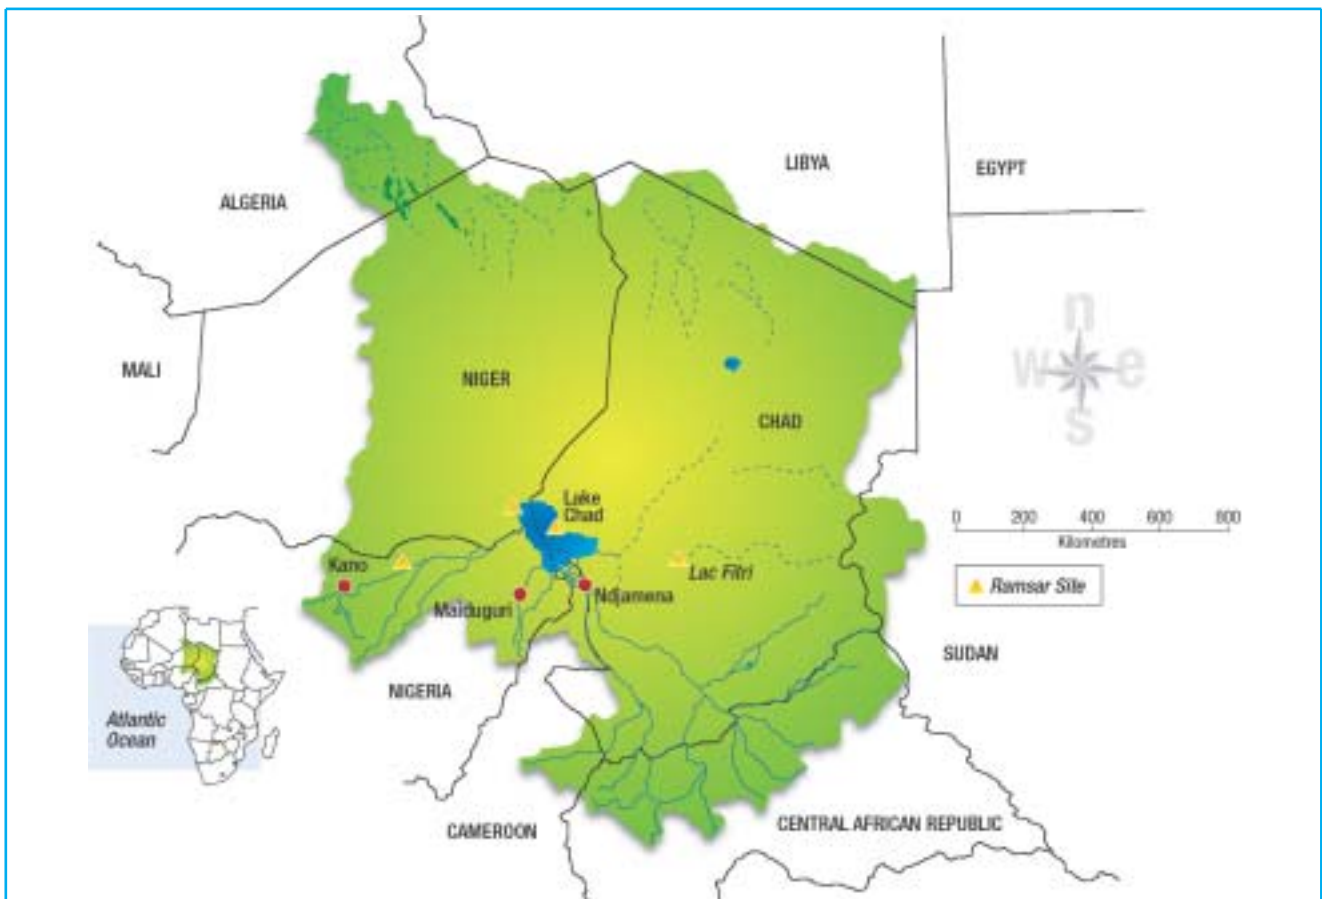 LIBYA
EGYPT
ALGERIA
n
w e
s
MALI
NIGER
CHAD
Lake
Chad
0 200 400 600 800
Kilometres
Kano
Lac Fitri
Ramsar Site
Maiduguri
Ndjamena
SUDAN
NIGERIA
Atlantic
Ocean
CAMEROON
CENTRAL AFRICAN REPUBLIC